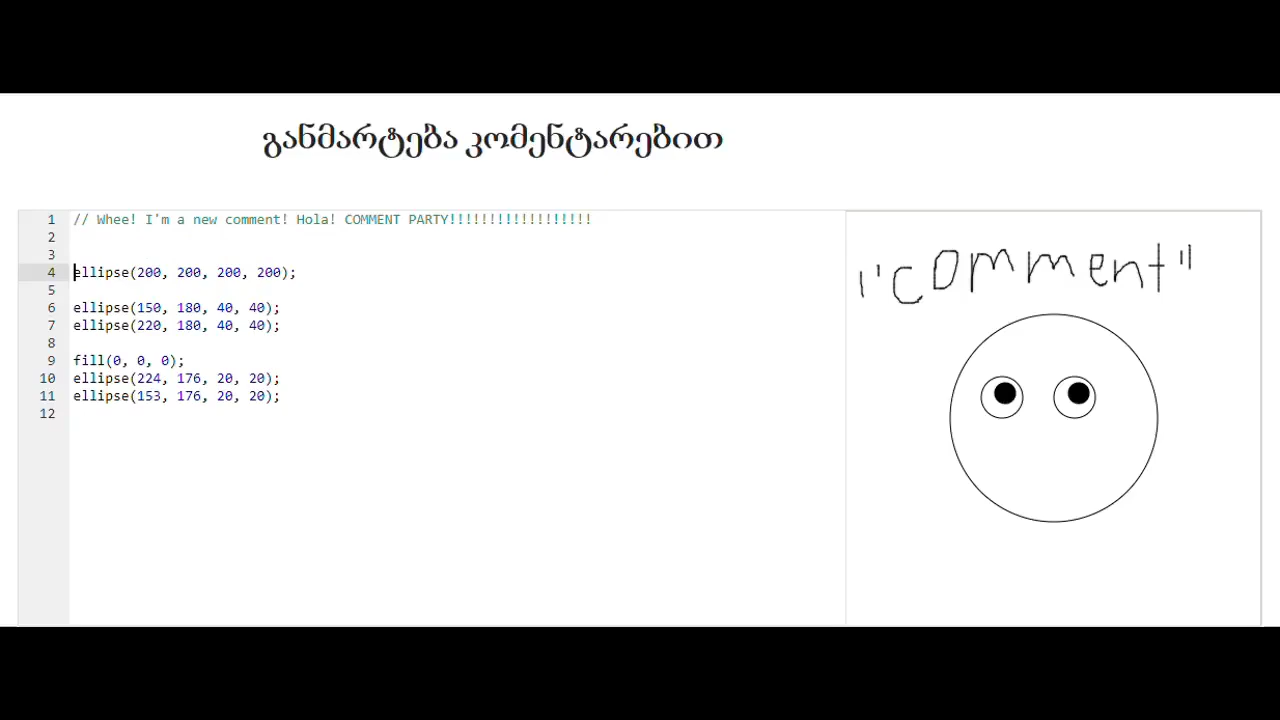 განმარტება კომენტარებით
1 // Whee! I'm a new comment! Hola! COMMENT PARTY!!!!!!!!!!!!!!!!!!
2
3
4 ellipse(200, 200, 200, 200);
5
6 ellipse(150, 180, 40, 40);
7 ellipse(220, 180, 40, 40);
8
9 fill(0, 0, 0);
10 ellipse(224, 176, 20, 20);
11 ellipse(153, 176, 20, 20);
12
"comment"